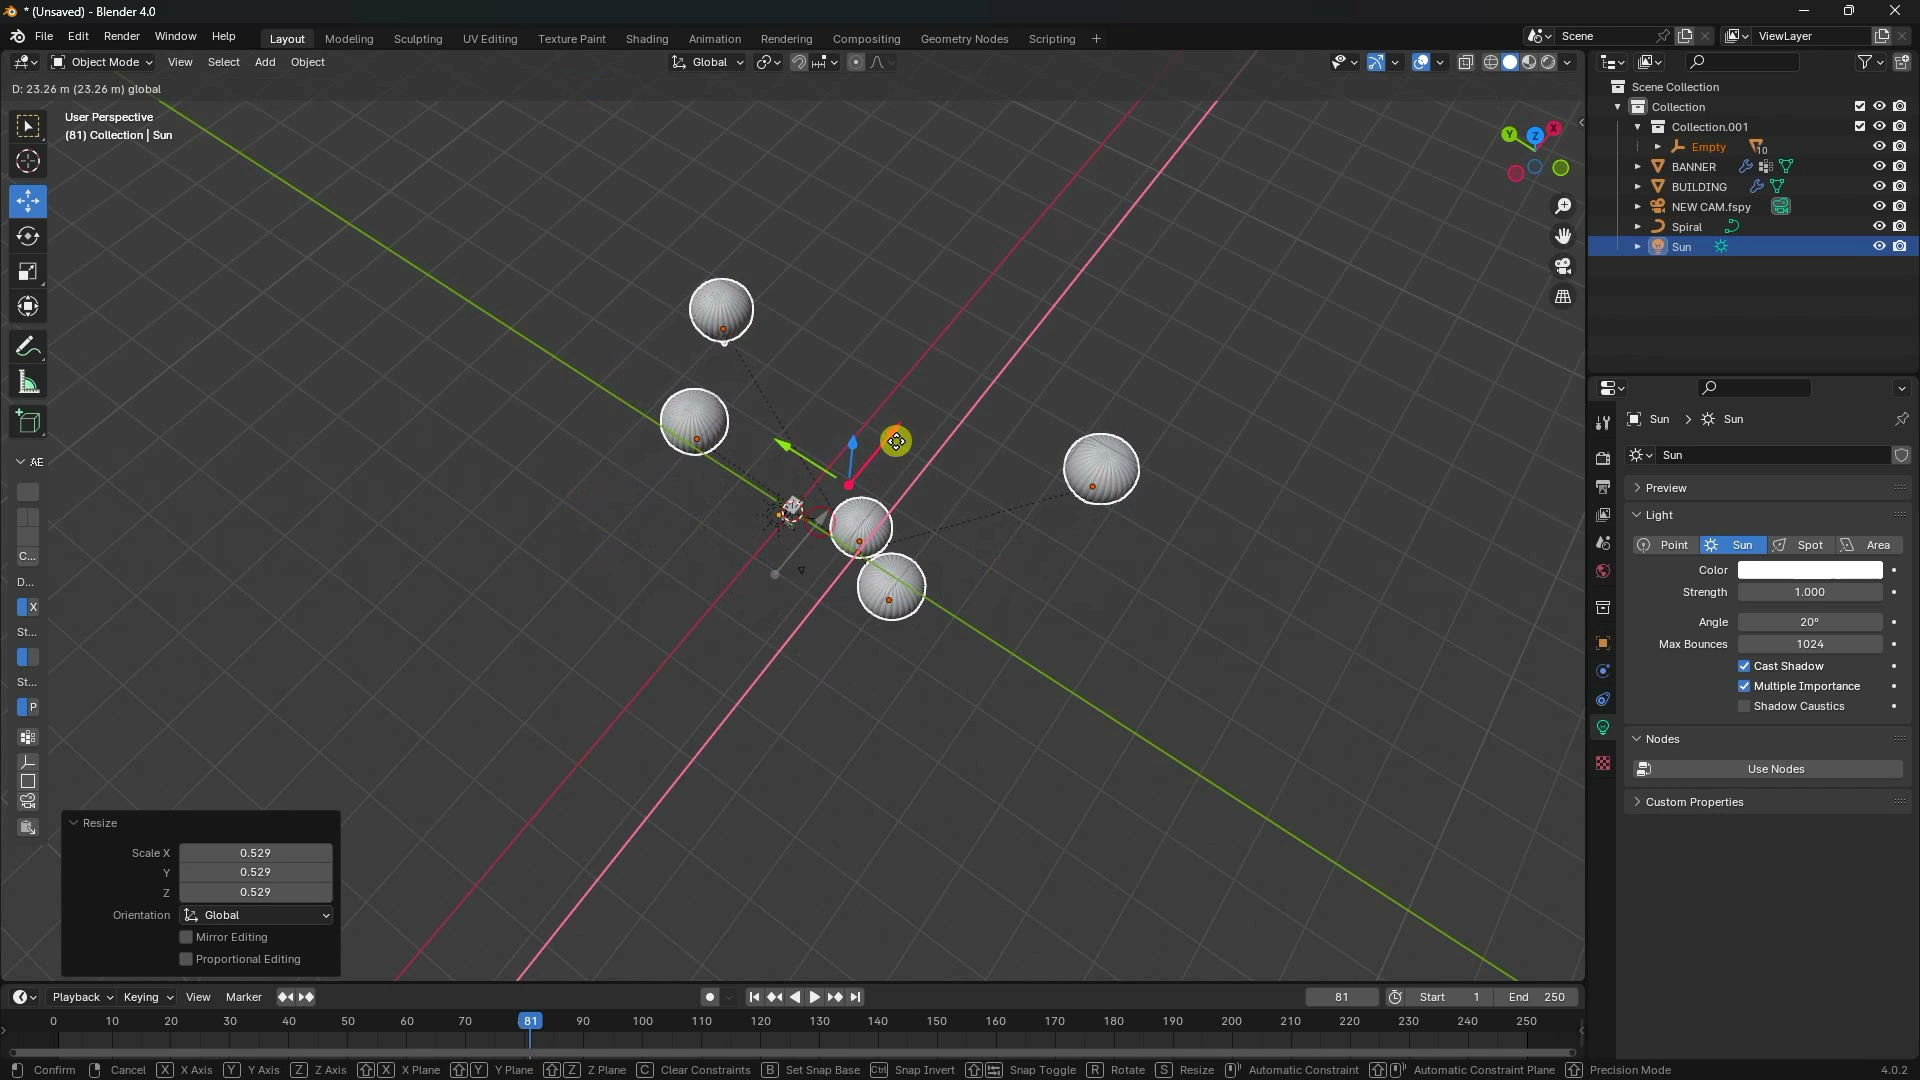 * (Unsaved) - Blender 4.0
File Edit Render Window Help
Layout Modeling Sculpting UV Editing Texture Paint Shading Animation Rendering Compositing Geometry Nodes Scripting +
Scene ViewLayer
Object Mode View Select Add Object Global
D: 23.26 m (23.26 m) global
User Perspective
(81) Collection | Sun
Y Z X
AE
C...
D...
X
St...
St...
P
Resize
Scale X 0.529
Y 0.529
Z 0.529
Orientation Global
Mirror Editing
Proportional Editing
Scene Collection
Collection
Collection.001
Empty 10
BANNER
BUILDING
NEW CAM.fspy
Spiral
Sun
Sun > Sun
Sun
Preview
Light
Point Sun Spot Area
Color
Strength 1.000
Angle 20°
Max Bounces 1024
Cast Shadow
Multiple Importance
Shadow Caustics
Nodes
Use Nodes
Custom Properties
Playback Keying View Marker 81 Start 1 End 250
0 10 20 30 40 50 60 70 81 90 100 110 120 130 140 150 160 170 180 190 200 210 220 230 240 250
Confirm Cancel X X Axis Y Y Axis Z Z Axis X X Plane Y Y Plane Z Z Plane C Clear Constraints B Set Snap Base Ctrl Snap Invert Snap Toggle R Rotate S Resize Automatic Constraint Automatic Constraint Plane Precision Mode 4.0.2